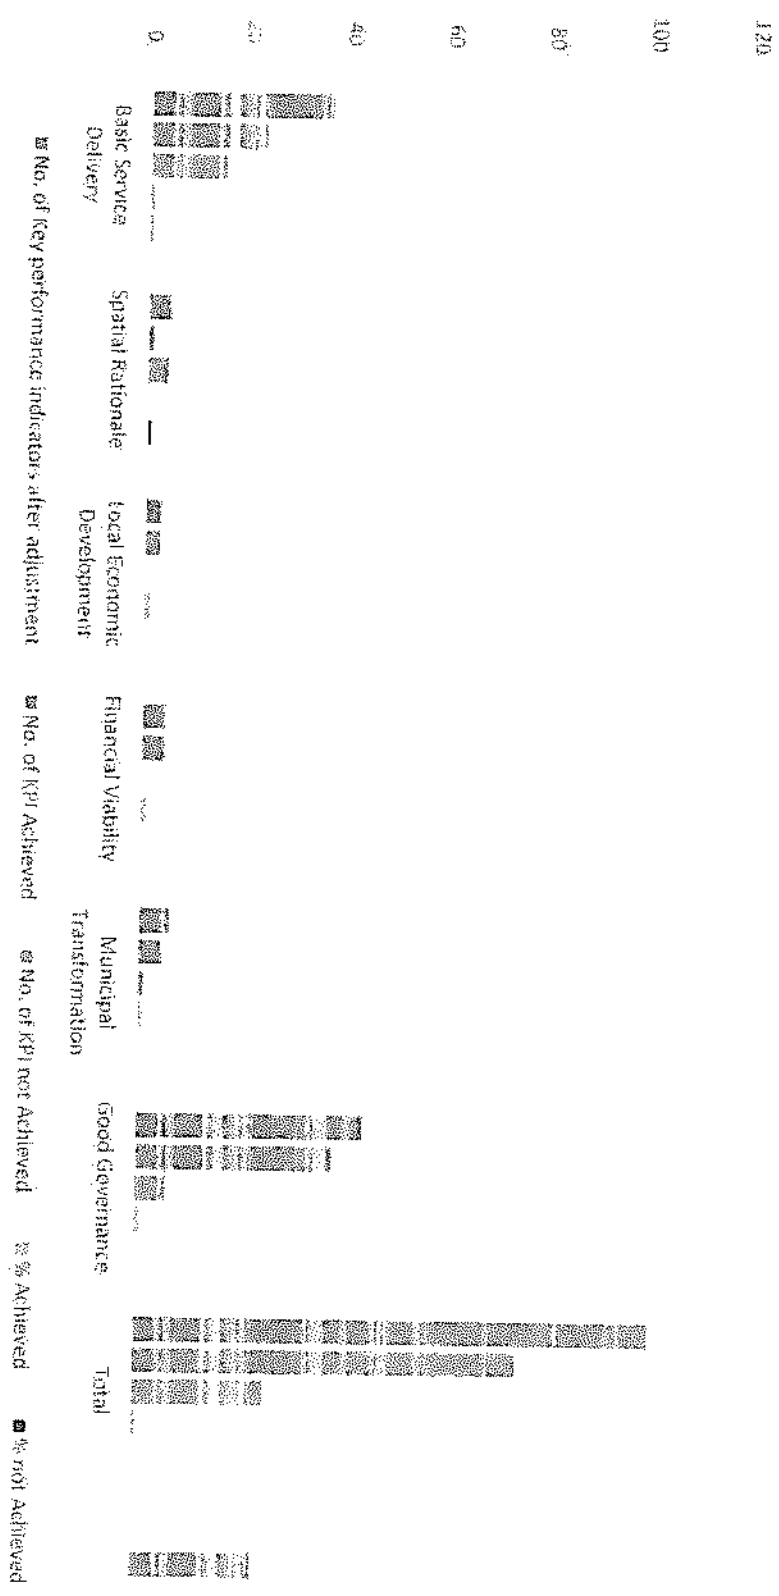 120
100
80
60
40
20
0
Basic Service
Delivery
Spatial Rationale
Local Economic
Development
Financial Viability
Municipal
Transformation
Good Governance
Total
No. of Key performance indicators after adjustment
No. of KPI Achieved
No. of KPI not Achieved
% Achieved
% not Achieved